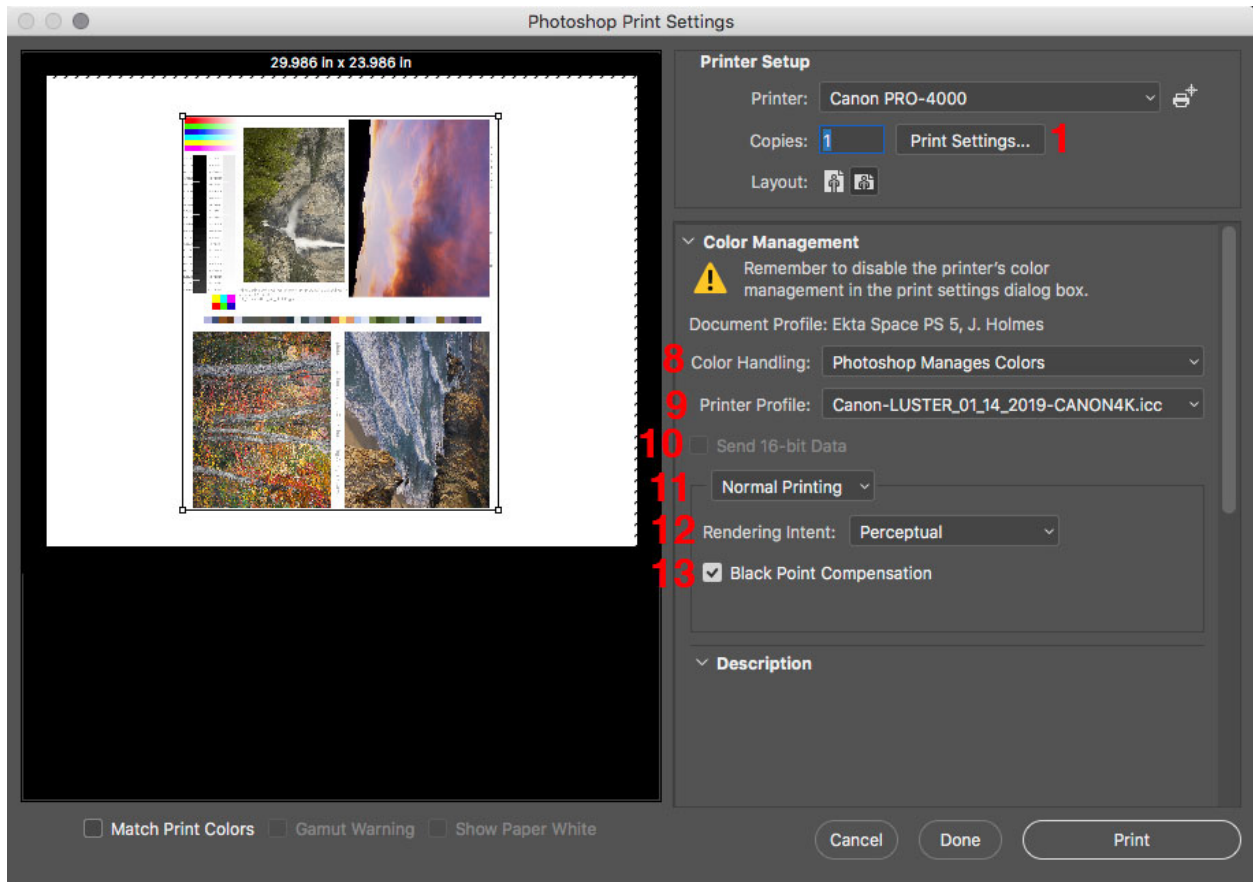 Photoshop Print Settings
29.986 in x 23.986 in
Printer Setup
Printer: Canon PRO-4000
Copies: 1 Print Settings... 1
Layout:
Color Management
Remember to disable the printer's color
management in the print settings dialog box.
Document Profile: Ekta Space PS 5, J. Holmes
8 Color Handling: Photoshop Manages Colors
9 Printer Profile: Canon-LUSTER_01_14_2019-CANON4K.icc
10 Send 16-bit Data
11 Normal Printing
12 Rendering Intent: Perceptual
13 Black Point Compensation
Description
Match Print Colors Gamut Warning Show Paper White
Cancel Done Print